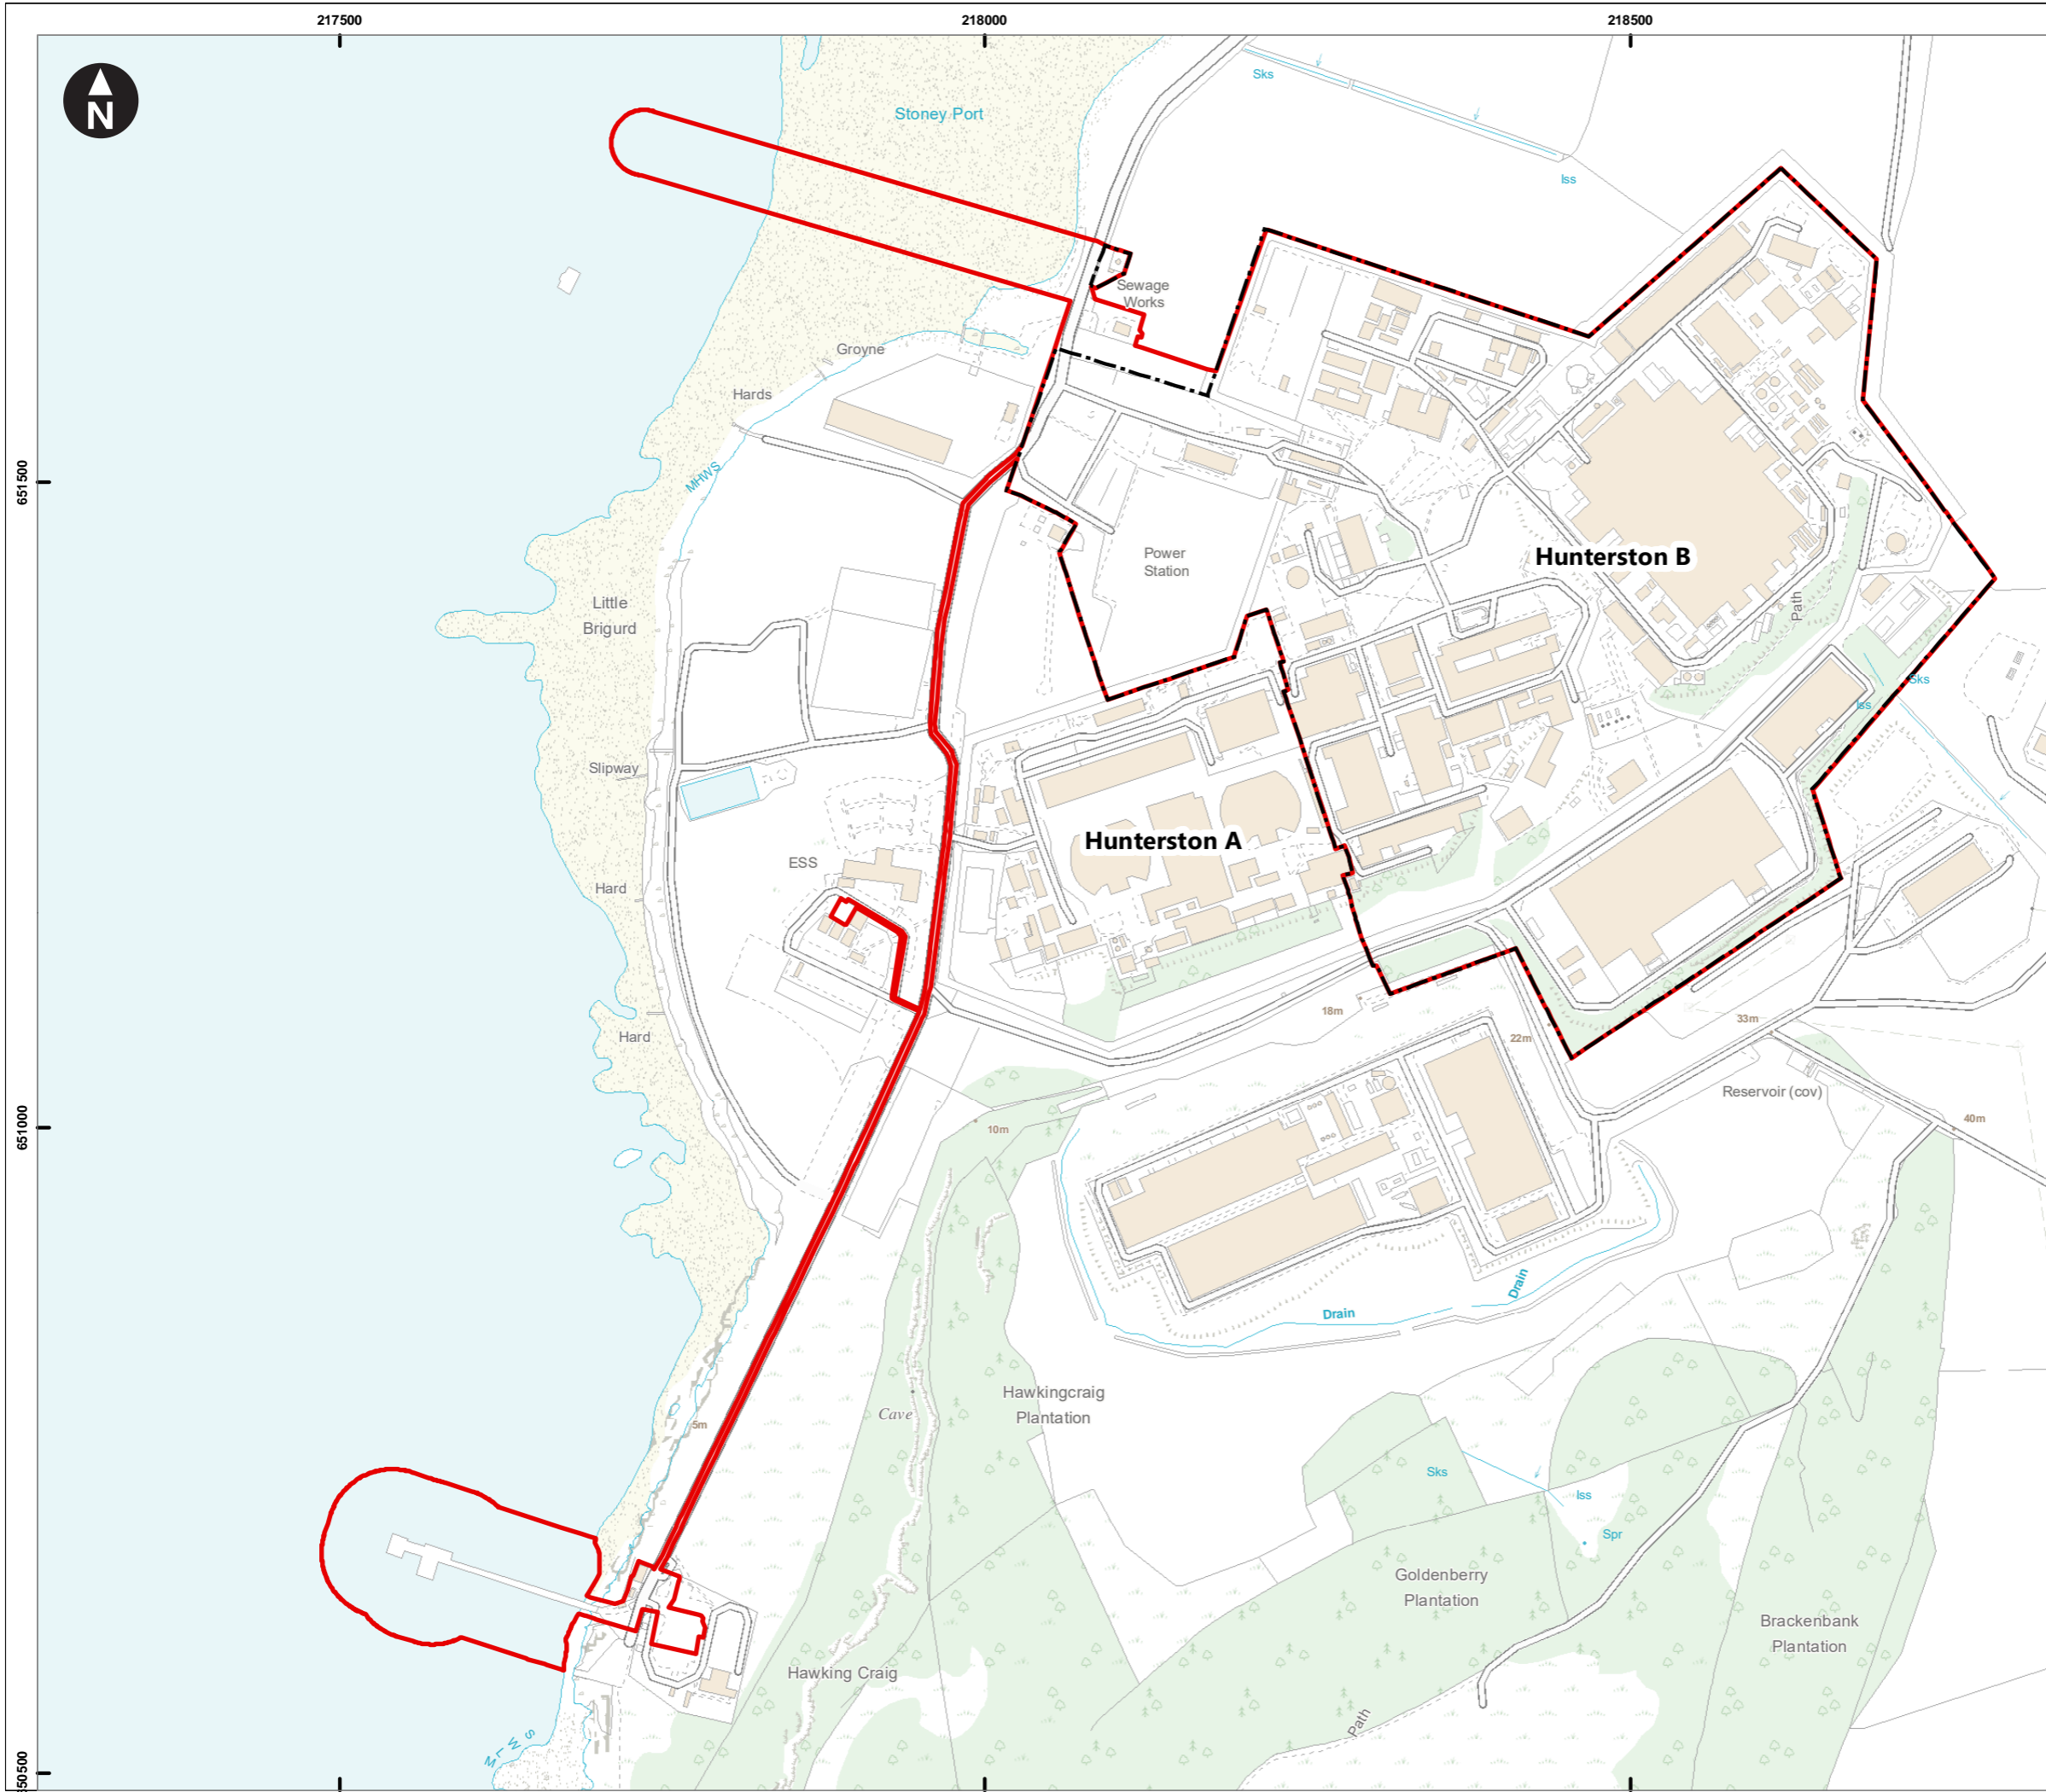 217500
218000
218500
N
Stoney Port
Sks
Iss
Sewage
Works
Groyne
Hards
MHWS
651500
Power
Station
Hunterston B
Path
Little
Brigurd
Sks
Iss
Slipway
Hunterston A
ESS
Hard
18m
33m
22m
Hard
Reservoir (cov)
651000
10m
40m
Drain
Drain
Hawkingcraig
Plantation
Cave
5m
Sks
Iss
Spr
Goldenberry
Plantation
Brackenbank
Plantation
Hawking Craig
Path
MLWS
650500